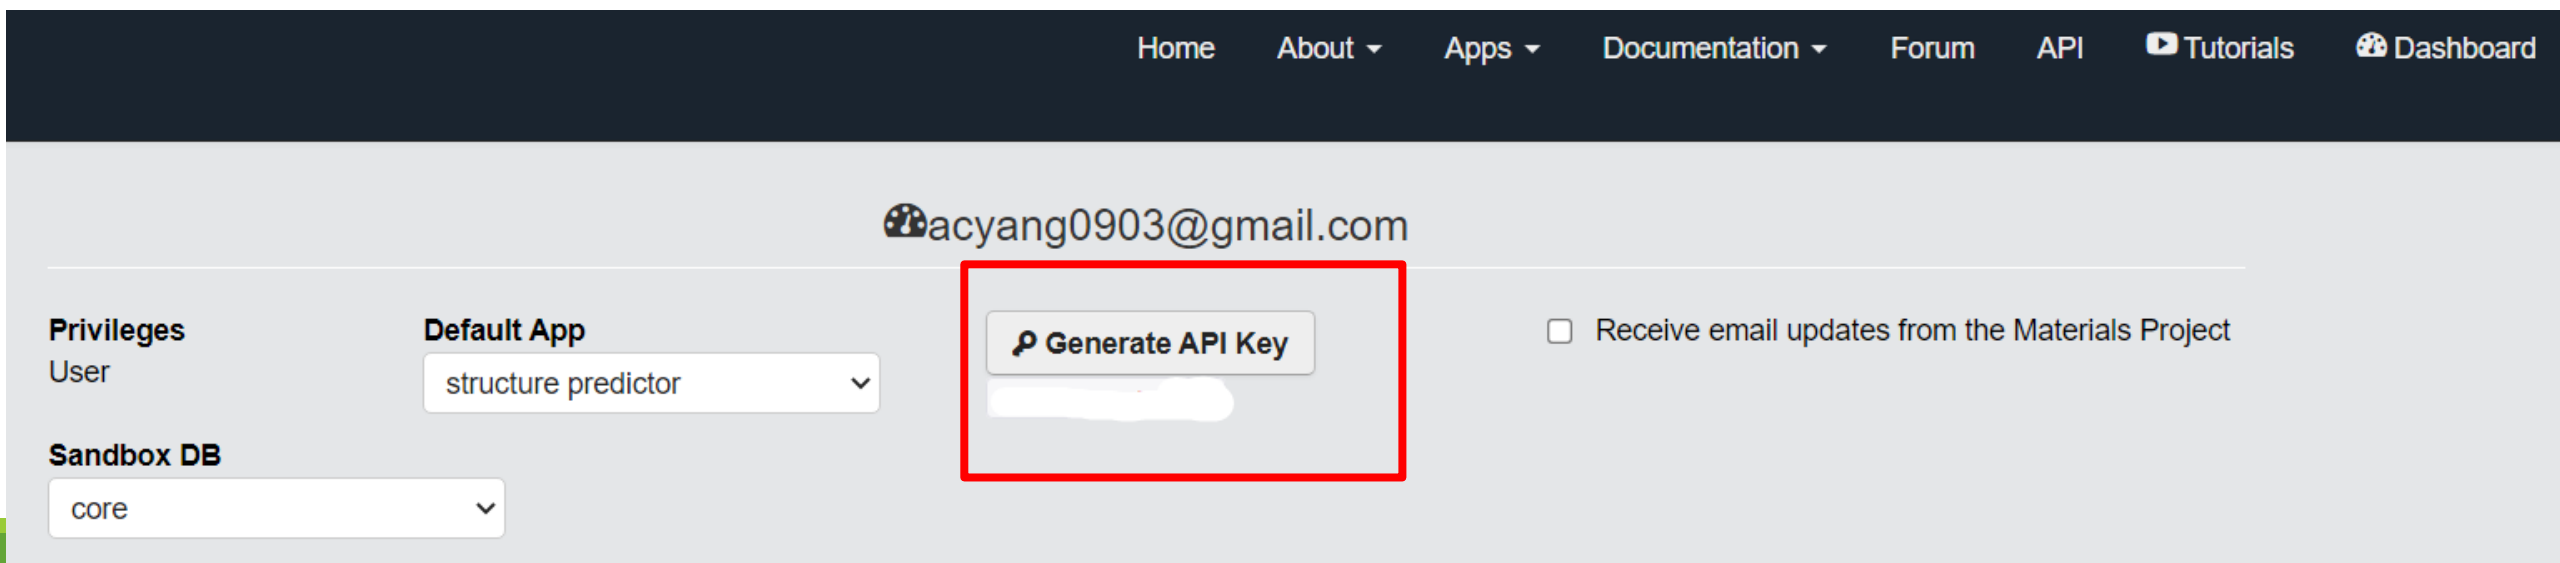 Home About Apps Documentation Forum API Tutorials Dashboard
acyang0903@gmail.com
Privileges
User
Default App
structure predictor
Generate API Key
Receive email updates from the Materials Project
Sandbox DB
core